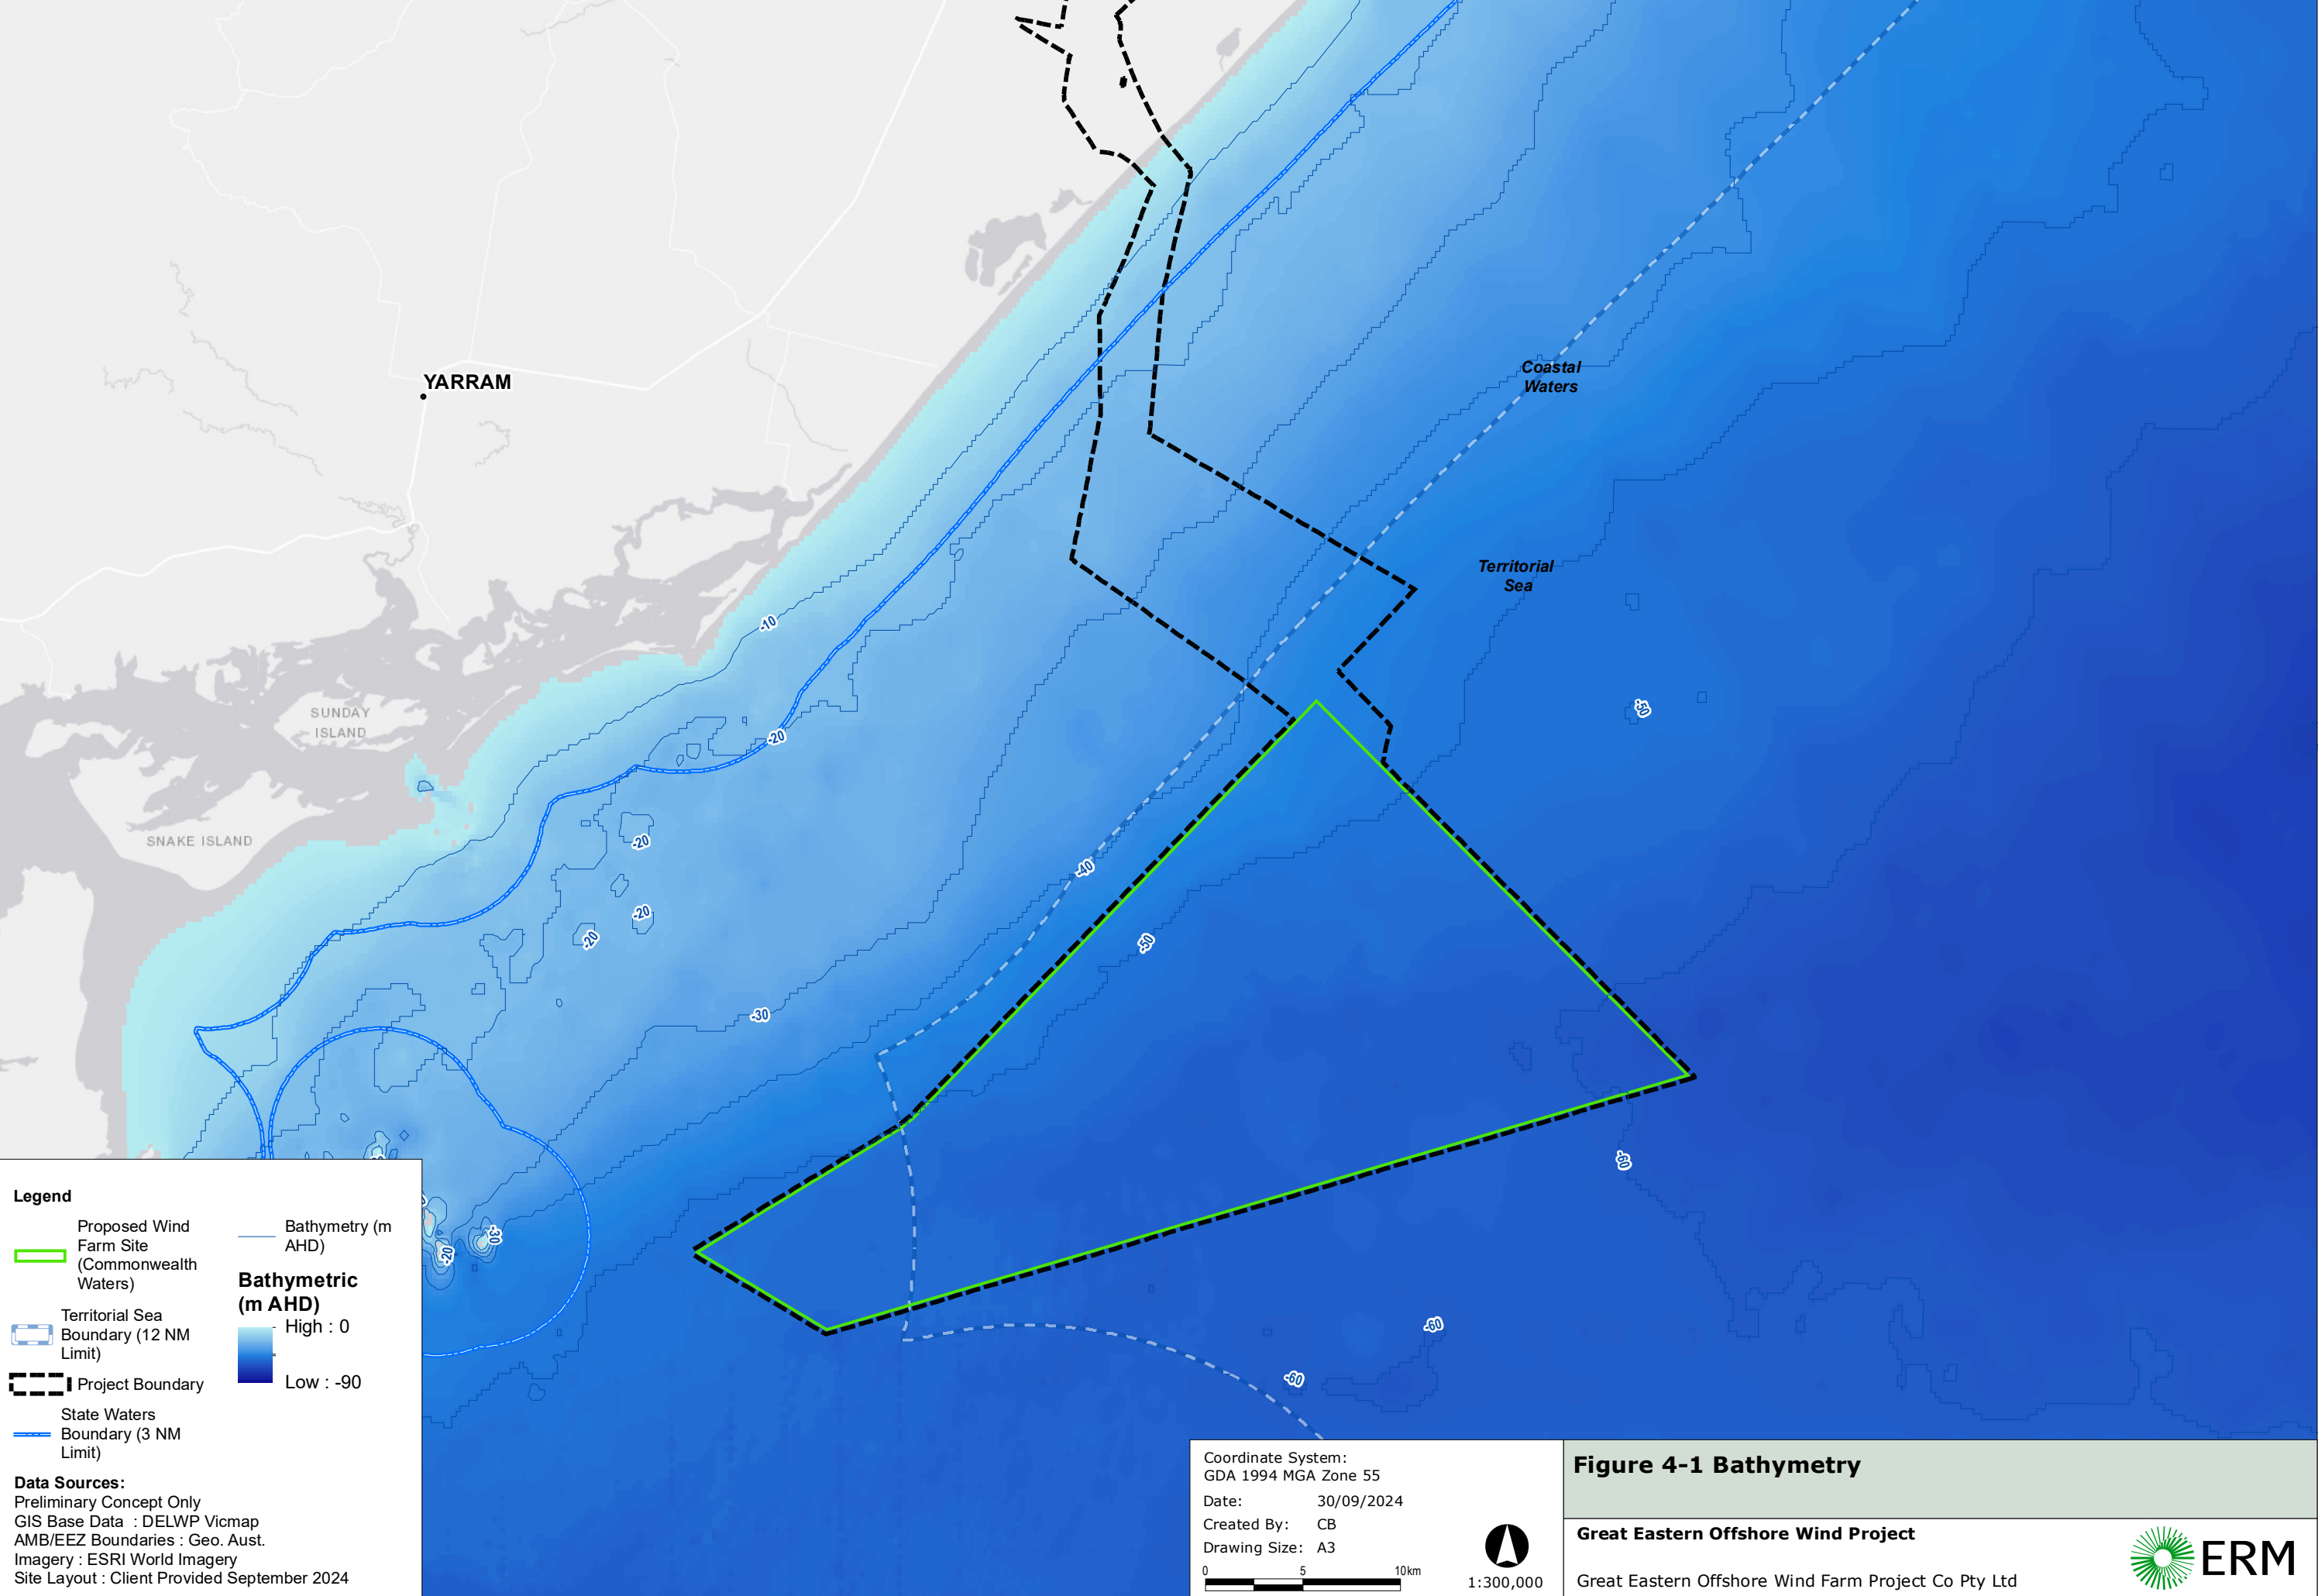 YARRAM
Coastal
Waters
Territorial
Sea
-10
SUNDAY
ISLAND
-50
-20
SNAKE ISLAND
-20
-40
-20
-20
-50
-30
-60
-30
-20
-60
-60
Legend
Proposed Wind
Farm Site
(Commonwealth
Waters)
Territorial Sea
Boundary (12 NM
Limit)
Project Boundary
State Waters
Boundary (3 NM
Limit)
Bathymetry (m
AHD)
Bathymetric
(m AHD)
High : 0
Low : -90
Data Sources:
Preliminary Concept Only
GIS Base Data : DELWP Vicmap
AMB/EEZ Boundaries : Geo. Aust.
Imagery : ESRI World Imagery
Site Layout : Client Provided September 2024
Coordinate System:
GDA 1994 MGA Zone 55
Date: 30/09/2024
Created By: CB
Drawing Size: A3
0 5 10km
1:300,000
Figure 4-1 Bathymetry
Great Eastern Offshore Wind Project
Great Eastern Offshore Wind Farm Project Co Pty Ltd
ERM